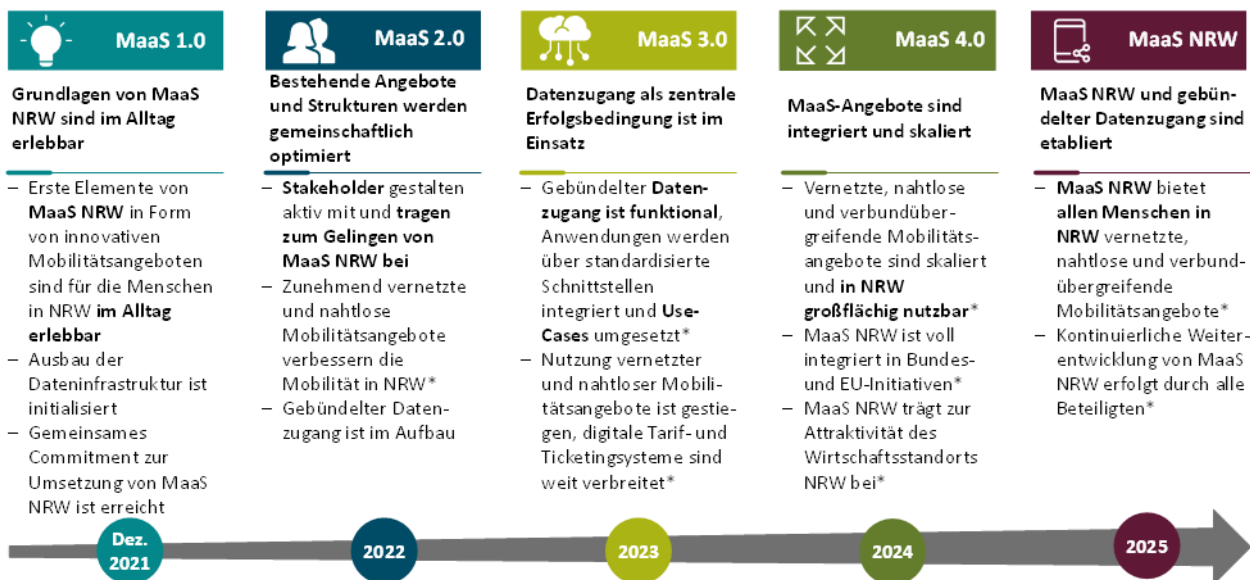 MaaS 1.0
Grundlagen von MaaS
NRW sind im Alltag
erlebbar
– Erste Elemente von
MaaS NRW in Form
von innovativen
Mobilitätsangeboten
sind für die Menschen
in NRW im Alltag
erlebbar
– Ausbau der
Dateninfrastruktur ist
initialisiert
– Gemeinsames
Commitment zur
Umsetzung von MaaS
NRW ist erreicht
Dez.
2021
MaaS 2.0
Bestehende Angebote
und Strukturen werden
gemeinschaftlich
optimiert
– Stakeholder gestalten
aktiv mit und tragen
zum Gelingen von
MaaS NRW bei
– Zunehmend vernetzte
und nahtlose
Mobilitätsangebote
verbessern die
Mobilität in NRW*
– Gebündelter Daten-
zugang ist im Aufbau
2022
MaaS 3.0
Datenzugang als zentrale
Erfolgsbedingung ist im
Einsatz
– Gebündelter Daten-
zugang ist funktional,
Anwendungen werden
über standardisierte
Schnittstellen
integriert und Use-
Cases umgesetzt*
– Nutzung vernetzter
und nahtloser Mobili-
tätsangebote ist gestie-
gen, digitale Tarif- und
Ticketingsysteme sind
weit verbreitet*
2023
MaaS 4.0
MaaS-Angebote sind
integriert und skaliert
– Vernetzte, nahtlose
und verbundüber-
greifende Mobilitäts-
angebote sind skaliert
und in NRW
großflächig nutzbar*
– MaaS NRW ist voll
integriert in Bundes-
und EU-Initiativen*
– MaaS NRW trägt zur
Attraktivität des
Wirtschaftsstandorts
NRW bei*
2024
MaaS NRW
MaaS NRW und gebün-
delter Datenzugang sind
etabliert
– MaaS NRW bietet
allen Menschen in
NRW vernetzte,
nahtlose und verbund-
übergreifende
Mobilitätsangebote*
– Kontinuierliche Weiter-
entwicklung von MaaS
NRW erfolgt durch alle
Beteiligten*
2025